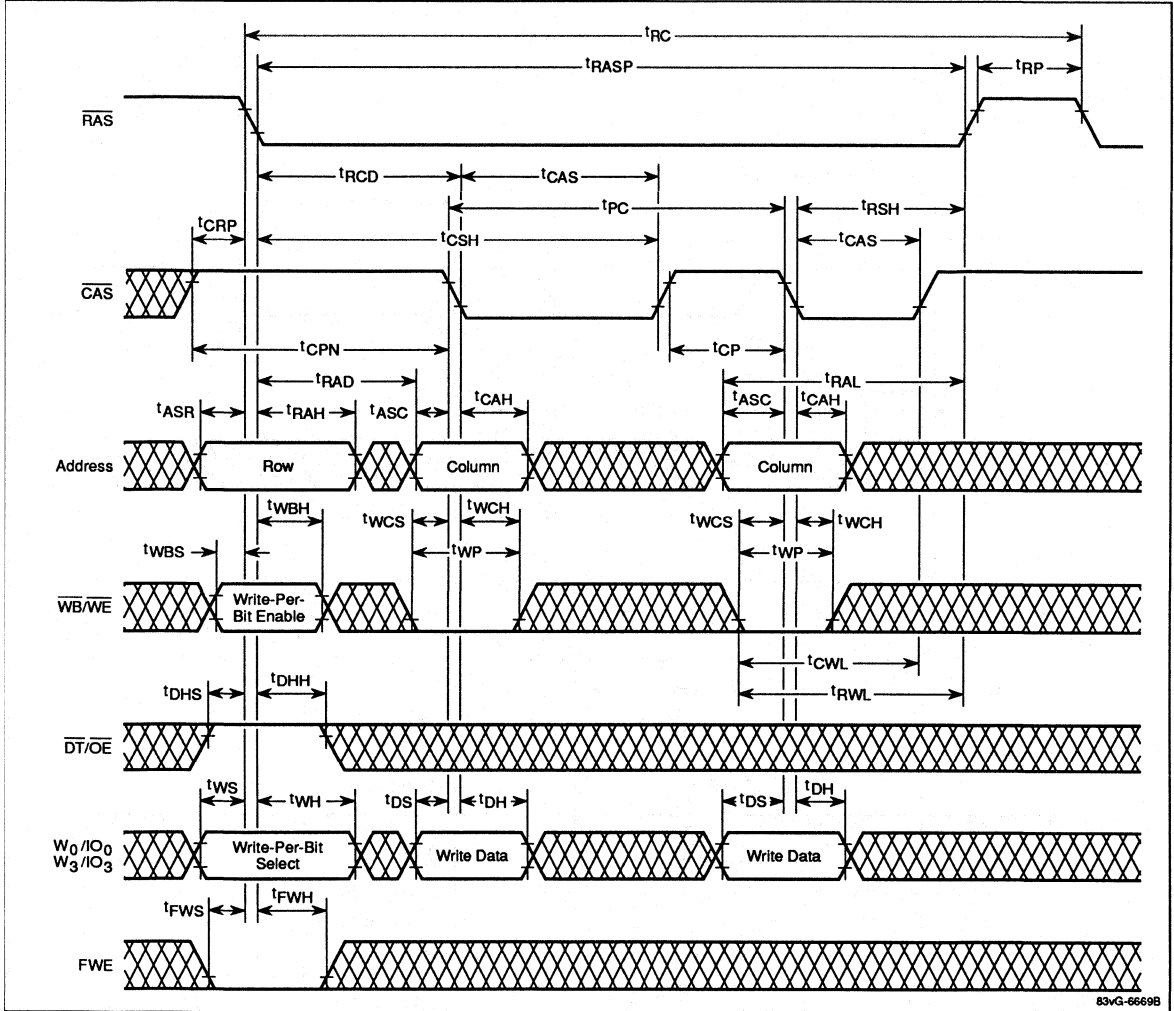 tRC
tRASP
tRP
RAS
tRCD
tCAS
tPC
tRSH
tCRP
tCSH
tCAS
CAS
tCPN
tCP
tRAD
tRAL
tASR
tRAH
tASC
tCAH
tASC
tCAH
Address
Row
Column
Column
tWBH
tWCS
tWCH
tWCS
tWCH
tWBS
tWP
tWP
WB/WE
Write-Per-
Bit Enable
tCWL
tDHS
tDHH
tRWL
DT/OE
tWS
tWH
tDS
tDH
tDS
tDH
W0/IO0
W3/IO3
Write-Per-Bit
Select
Write Data
Write Data
tFWS
tFWH
FWE
83vG-6669B